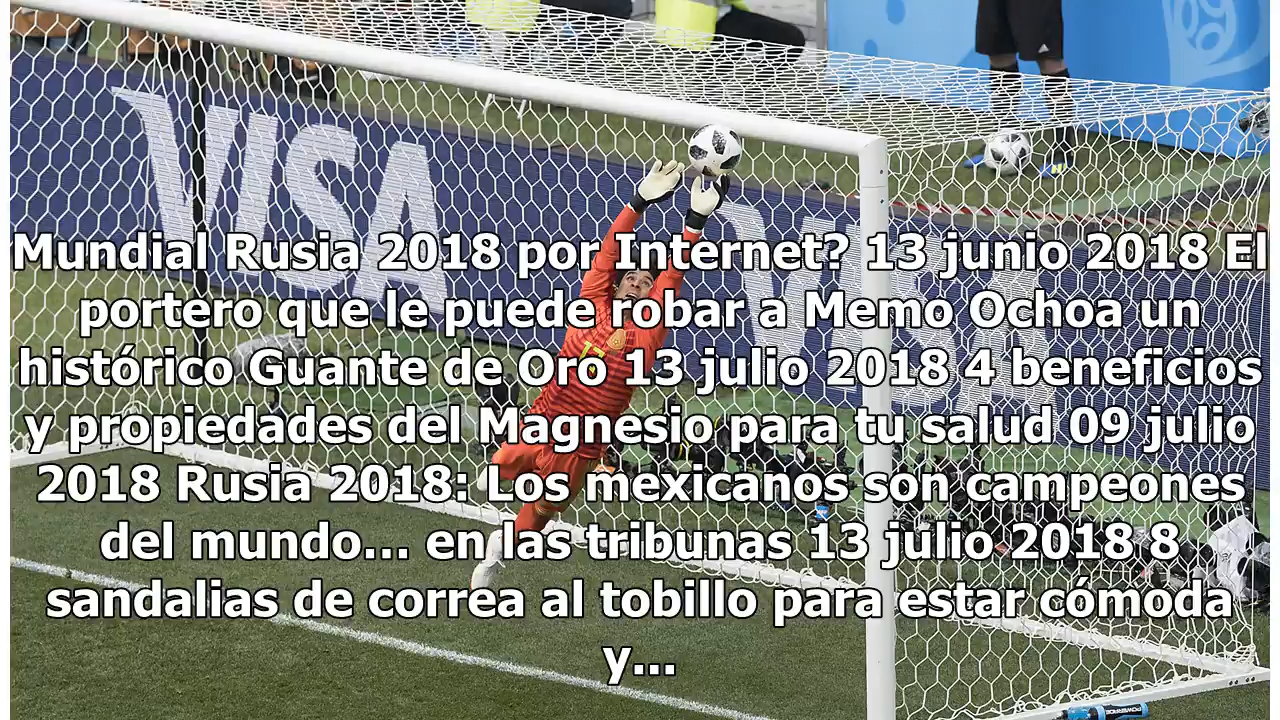 VISA
VISA
Mundial Rusia 2018 por Internet? 13 junio 2018 El
portero que le puede robar a Memo Ochoa un
histórico Guante de Oro 13 julio 2018 4 beneficios
y propiedades del Magnesio para tu salud 09 julio
2018 Rusia 2018: Los mexicanos son campeones
del mundo... en las tribunas 13 julio 2018 8
sandalias de correa al tobillo para estar cómoda
y...
13
POWERADE